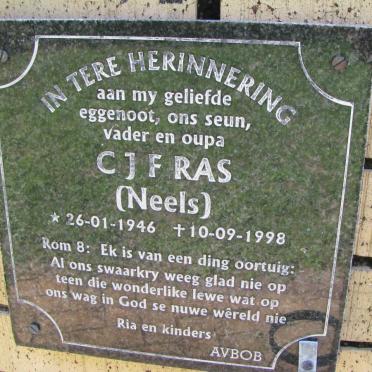 IN TERE HERINNERING
aan my geliefde
eggenoot, ons seun,
vader en oupa
C J F RAS
(Neels)
★ 26-01-1946 ✝ 10-09-1998
Rom 8: Ek is van een ding oortuig:
Al ons swaarkry weeg glad nie op
teen die wonderlike lewe wat op
ons wag in God se nuwe wêreld nie
Ria en kinders
AVBOB